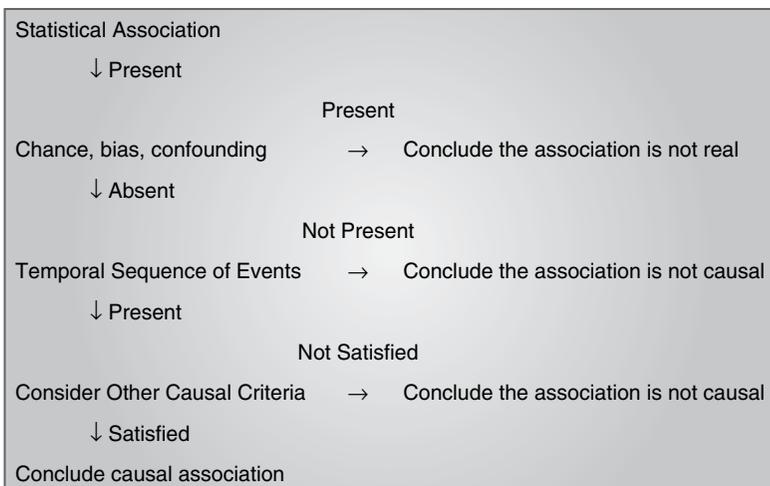 Statistical Association
↓ Present
Present
Chance, bias, confounding → Conclude the association is not real
↓ Absent
Not Present
Temporal Sequence of Events → Conclude the association is not causal
↓ Present
Not Satisfied
Consider Other Causal Criteria → Conclude the association is not causal
↓ Satisfied
Conclude causal association